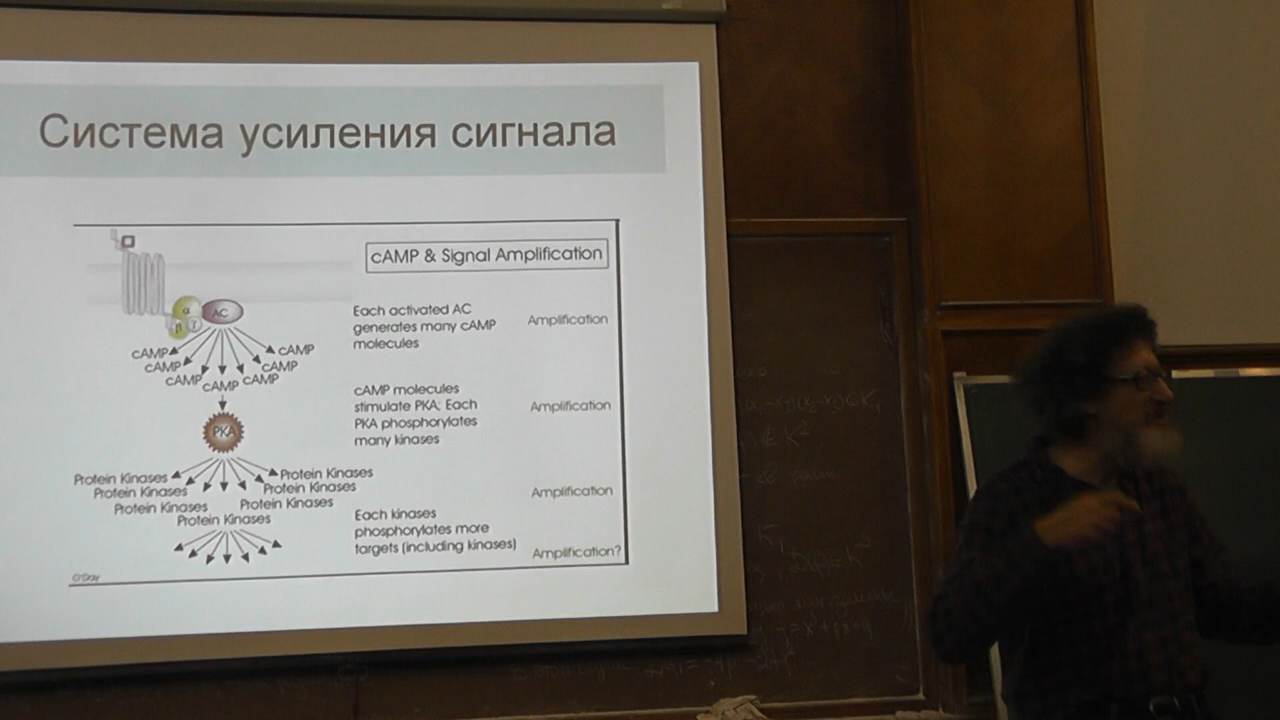 Система усиления сигнала
cAMP & Signal Amplification
α
AC
β
γ
Each activated AC
generates many cAMP
molecules
Amplification
cAMP
cAMP
cAMP
cAMP
cAMP
cAMP
cAMP
cAMP molecules
stimulate PKA; Each
PKA phosphorylates
many kinases
Amplification
PKA
Protein Kinases
Protein Kinases
Protein Kinases
Protein Kinases
Protein Kinases
Protein Kinases
Protein Kinases
Amplification
Each kinases
phosphorylates more
targets (including kinases)
Amplification?